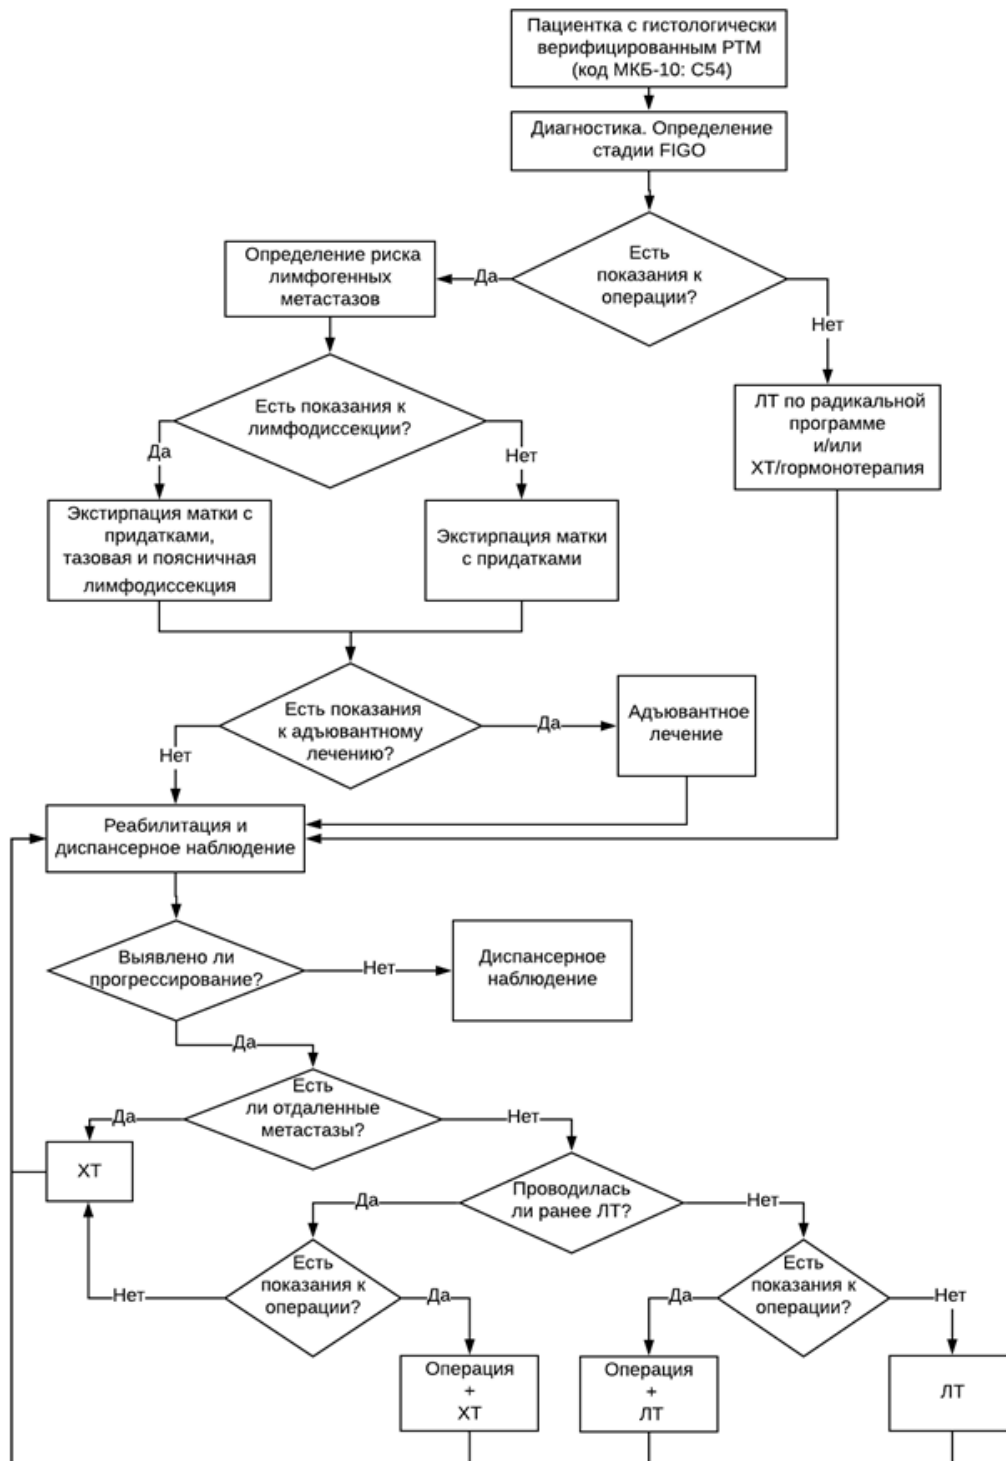 Пациентка с гистологически
верифицированным РТМ
(код МКБ-10: C54)
Диагностика. Определение
стадии FIGO
Есть
показания к
операции?
Да
Нет
Определение риска
лимфогенных
метастазов
Есть показания к
лимфодиссекции?
Да
Нет
ЛТ по радикальной
программе
и/или
ХТ/гормонотерапия
Экстирпация матки с
придатками,
тазовая и поясничная
лимфодиссекция
Экстирпация матки
с придатками
Есть показания
к адъювантному
лечению?
Да
Нет
Адъювантное
лечение
Реабилитация и
диспансерное наблюдение
Выявлено ли
прогрессирование?
Нет
Диспансерное
наблюдение
Да
Есть
ли отдаленные
метастазы?
Да
Нет
ХТ
Проводилась
ли ранее ЛТ?
Да
Нет
Есть
показания к
операции?
Нет
Да
Есть
показания к
операции?
Да
Нет
Операция
+
ХТ
Операция
+
ЛТ
ЛТ